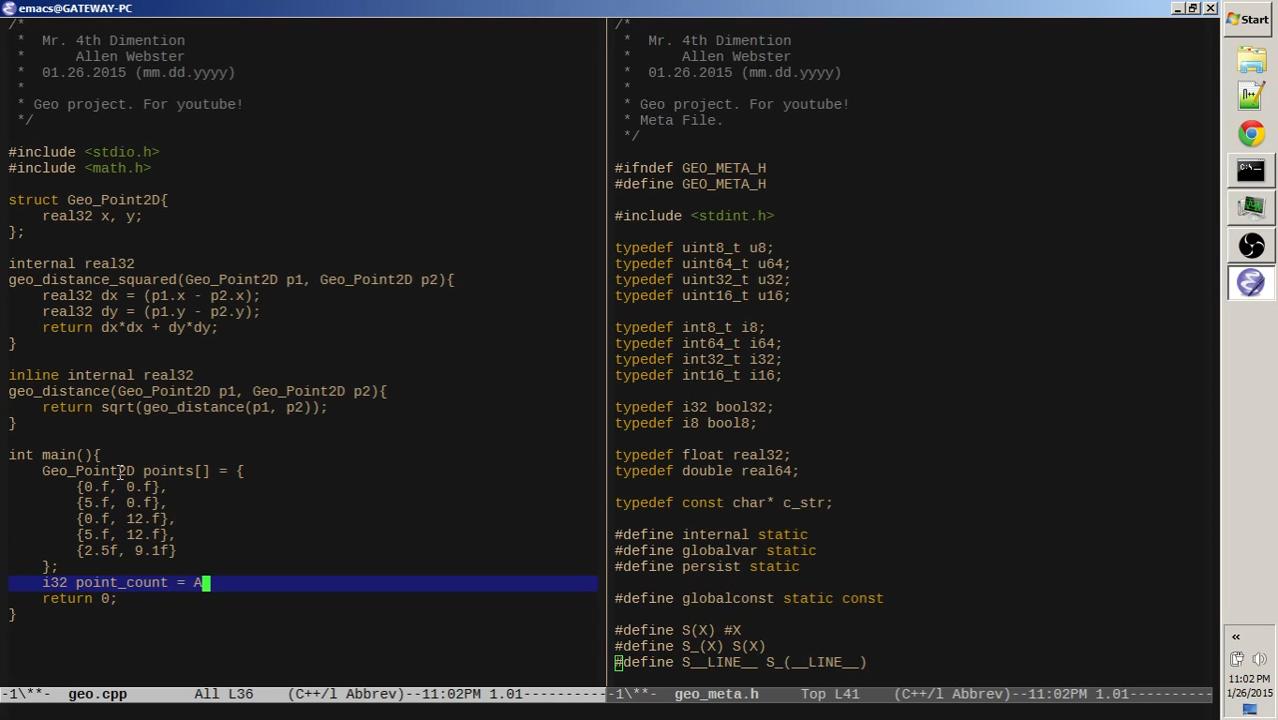 emacs@GATEWAY-PC
/*
 *  Mr. 4th Dimention
 *      Allen Webster
 *  01.26.2015 (mm.dd.yyyy)
 *
 * Geo project. For youtube!
 */
#include <stdio.h>
#include <math.h>
struct Geo_Point2D{
    real32 x, y;
};
internal real32
geo_distance_squared(Geo_Point2D p1, Geo_Point2D p2){
    real32 dx = (p1.x - p2.x);
    real32 dy = (p1.y - p2.y);
    return dx*dx + dy*dy;
}
inline internal real32
geo_distance(Geo_Point2D p1, Geo_Point2D p2){
    return sqrt(geo_distance(p1, p2));
}
int main(){
    Geo_Point2D points[] = {
        {0.f, 0.f},
        {5.f, 0.f},
        {0.f, 12.f},
        {5.f, 12.f},
        {2.5f, 9.1f}
    };
    i32 point_count = A
    return 0;
}
-1\**-  geo.cpp        All L36    (C++/l Abbrev)--11:02PM 1.01
/*
 *  Mr. 4th Dimention
 *      Allen Webster
 *  01.26.2015 (mm.dd.yyyy)
 *
 * Geo project. For youtube!
 * Meta File.
 */
#ifndef GEO_META_H
#define GEO_META_H
#include <stdint.h>
typedef uint8_t u8;
typedef uint64_t u64;
typedef uint32_t u32;
typedef uint16_t u16;
typedef int8_t i8;
typedef int64_t i64;
typedef int32_t i32;
typedef int16_t i16;
typedef i32 bool32;
typedef i8 bool8;
typedef float real32;
typedef double real64;
typedef const char* c_str;
#define internal static
#define globalvar static
#define persist static
#define globalconst static const
#define S(X) #X
#define S_(X) S(X)
#define S__LINE__ S_(__LINE__)
-1\**-  geo_meta.h     Top L41    (C++/l Abbrev)--11:02PM 1.01
Start
«
11:02 PM
1/26/2015